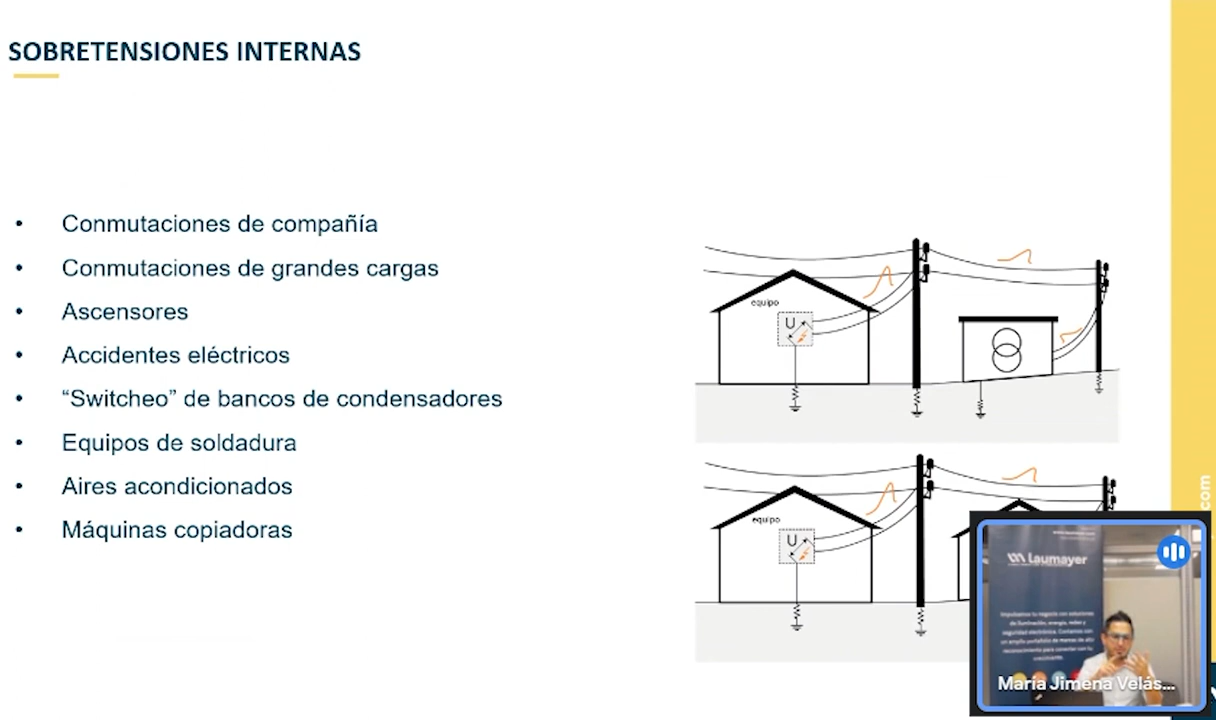 SOBRETENSIONES INTERNAS
• Conmutaciones de compañía
• Conmutaciones de grandes cargas
• Ascensores
• Accidentes eléctricos
• “Switcheo” de bancos de condensadores
• Equipos de soldadura
• Aires acondicionados
• Máquinas copiadoras
equipo
U
equipo
U
com
Laumayer
Impulsamos tu negocio con soluciones
de iluminación, energía, redes y
seguridad electrónica. Contamos con
un amplio portafolio de marcas de alto
reconocimiento para conectar con tu
crecimiento.
María Jimena Velás...